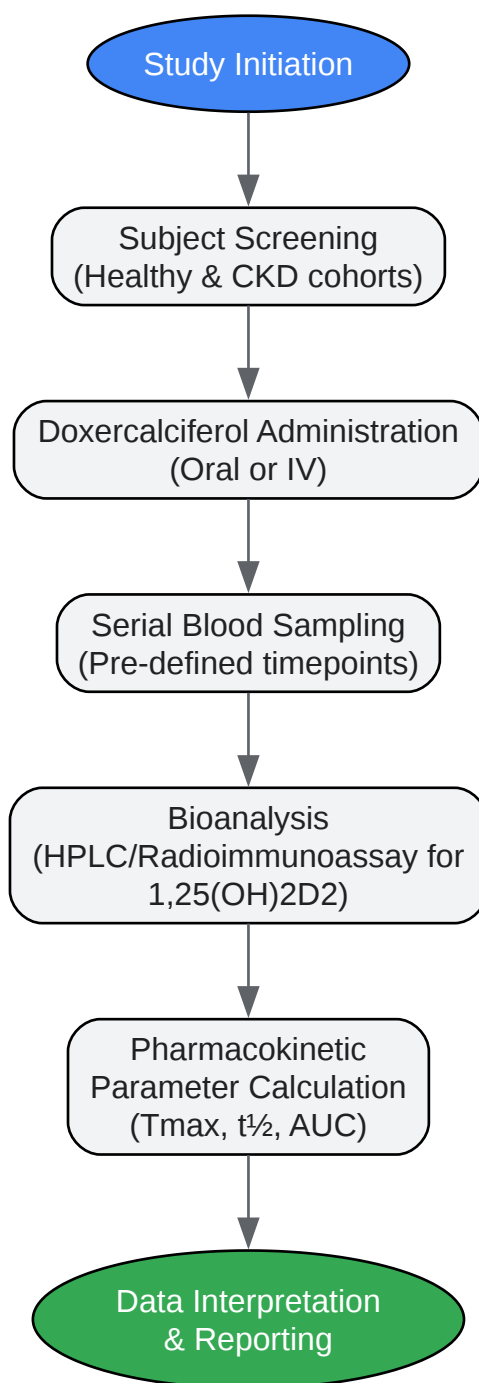 Study Initiation
Subject Screening
(Healthy & CKD cohorts)
Doxercalciferol Administration
(Oral or IV)
Serial Blood Sampling
(Pre-defined timepoints)
Bioanalysis
(HPLC/Radioimmunoassay for
1,25(OH)2D2)
Pharmacokinetic
Parameter Calculation
(Tmax, t½, AUC)
Data Interpretation
& Reporting